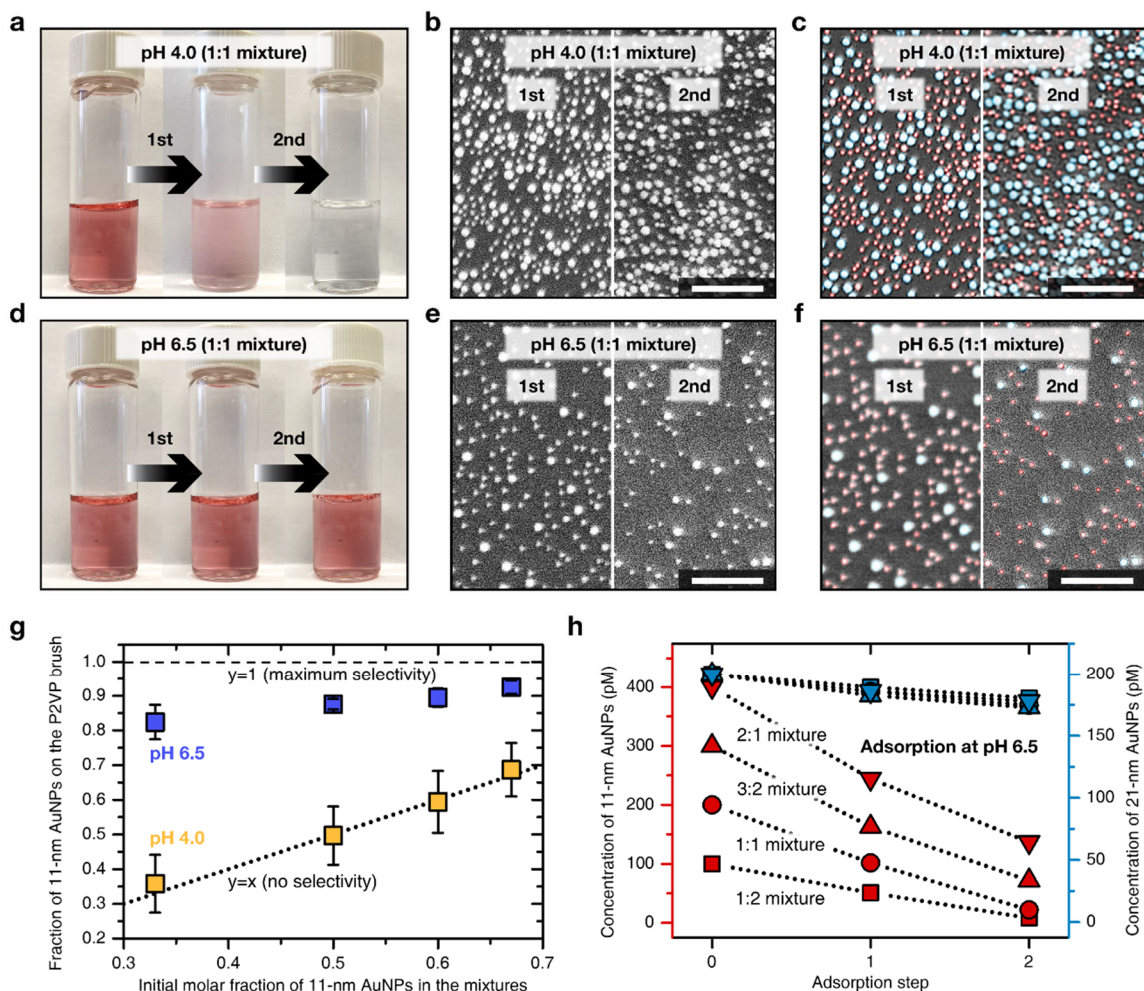 a
pH 4.0 (1:1 mixture)
1st
2nd
b
pH 4.0 (1:1 mixture)
1st
2nd
c
pH 4.0 (1:1 mixture)
1st
2nd
d
pH 6.5 (1:1 mixture)
1st
2nd
e
pH 6.5 (1:1 mixture)
1st
2nd
f
pH 6.5 (1:1 mixture)
1st
2nd
g
Fraction of 11-nm AuNPs on the P2VP brush
1.0
0.9
0.8
0.7
0.6
0.5
0.4
0.3
0.2
y=1 (maximum selectivity)
pH 6.5
pH 4.0
y=x (no selectivity)
0.3 0.4 0.5 0.6 0.7
Initial molar fraction of 11-nm AuNPs in the mixtures
h
Concentration of 11-nm AuNPs (pM)
400
300
200
100
0
2:1 mixture
Adsorption at pH 6.5
3:2 mixture
1:1 mixture
1:2 mixture
200
150
100
50
0
Concentration of 21-nm AuNPs (pM)
0 1 2
Adsorption step